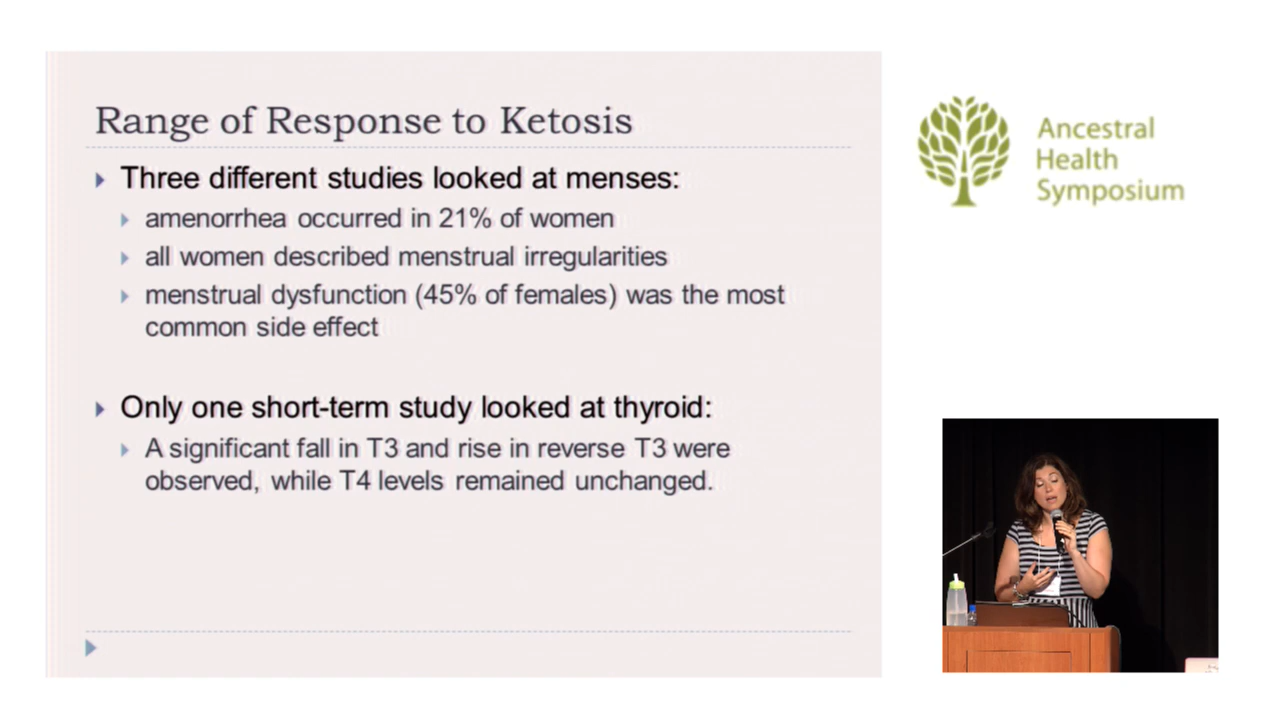 Range of Response to Ketosis
Three different studies looked at menses:
amenorrhea occurred in 21% of women
all women described menstrual irregularities
menstrual dysfunction (45% of females) was the most
common side effect
Only one short-term study looked at thyroid:
A significant fall in T3 and rise in reverse T3 were
observed, while T4 levels remained unchanged.
Ancestral
Health
Symposium